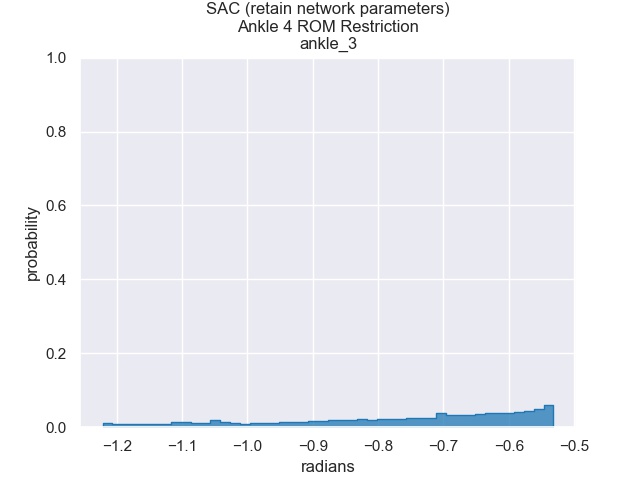 SAC (retain network parameters)
Ankle 4 ROM Restriction
ankle_3
1.0
0.8
0.6
0.4
0.2
0.0
probability
−1.2 −1.1 −1.0 −0.9 −0.8 −0.7 −0.6 −0.5
radians